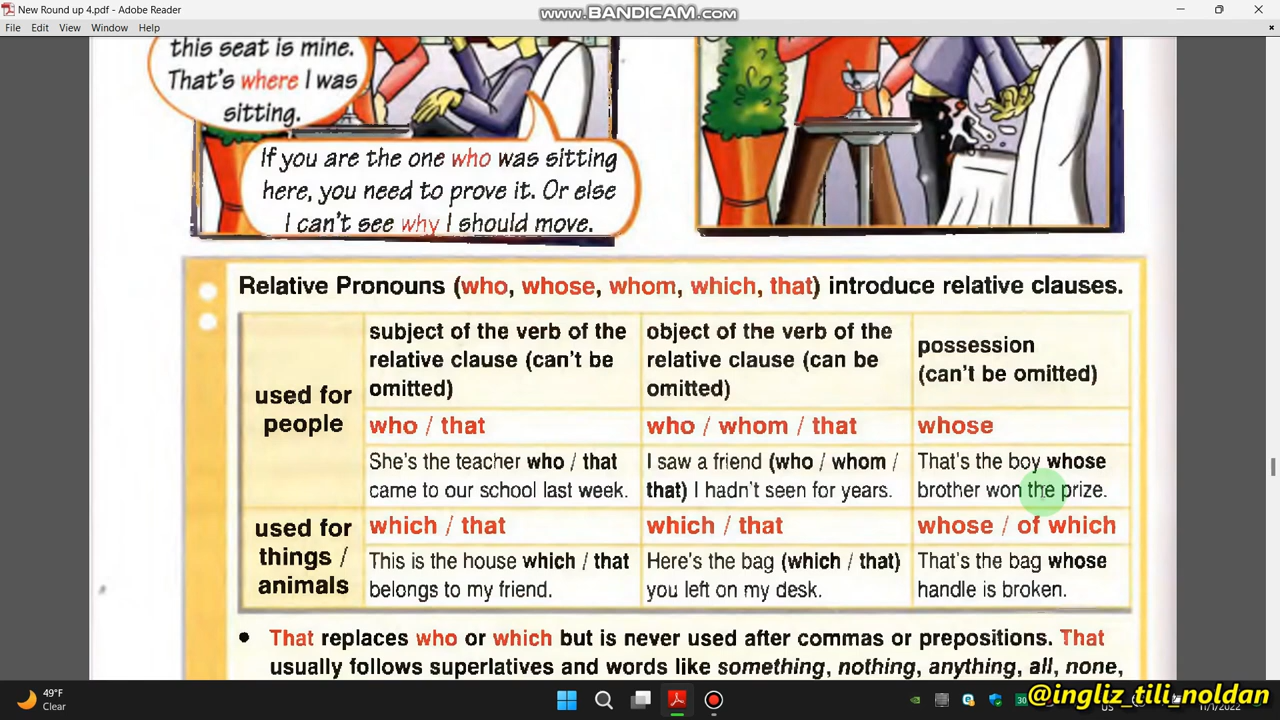 New Round up 4.pdf - Adobe Reader
www.BANDICAM.com
File Edit View Window Help
this seat is mine.
That's where I was
sitting.
If you are the one who was sitting
here, you need to prove it. Or else
I can't see why I should move.
Relative Pronouns (who, whose, whom, which, that) introduce relative clauses.
used for
people
subject of the verb of the
relative clause (can't be
omitted)
object of the verb of the
relative clause (can be
omitted)
possession
(can't be omitted)
who / that
who / whom / that
whose
She's the teacher who / that
came to our school last week.
I saw a friend (who / whom /
that) I hadn't seen for years.
That's the boy whose
brother won the prize.
used for
things /
animals
which / that
which / that
whose / of which
This is the house which / that
belongs to my friend.
Here's the bag (which / that)
you left on my desk.
That's the bag whose
handle is broken.
• That replaces who or which but is never used after commas or prepositions. That
usually follows superlatives and words like something, nothing, anything, all, none,
49°F
Clear
@ingliz_tili_noldan
11/1/2022